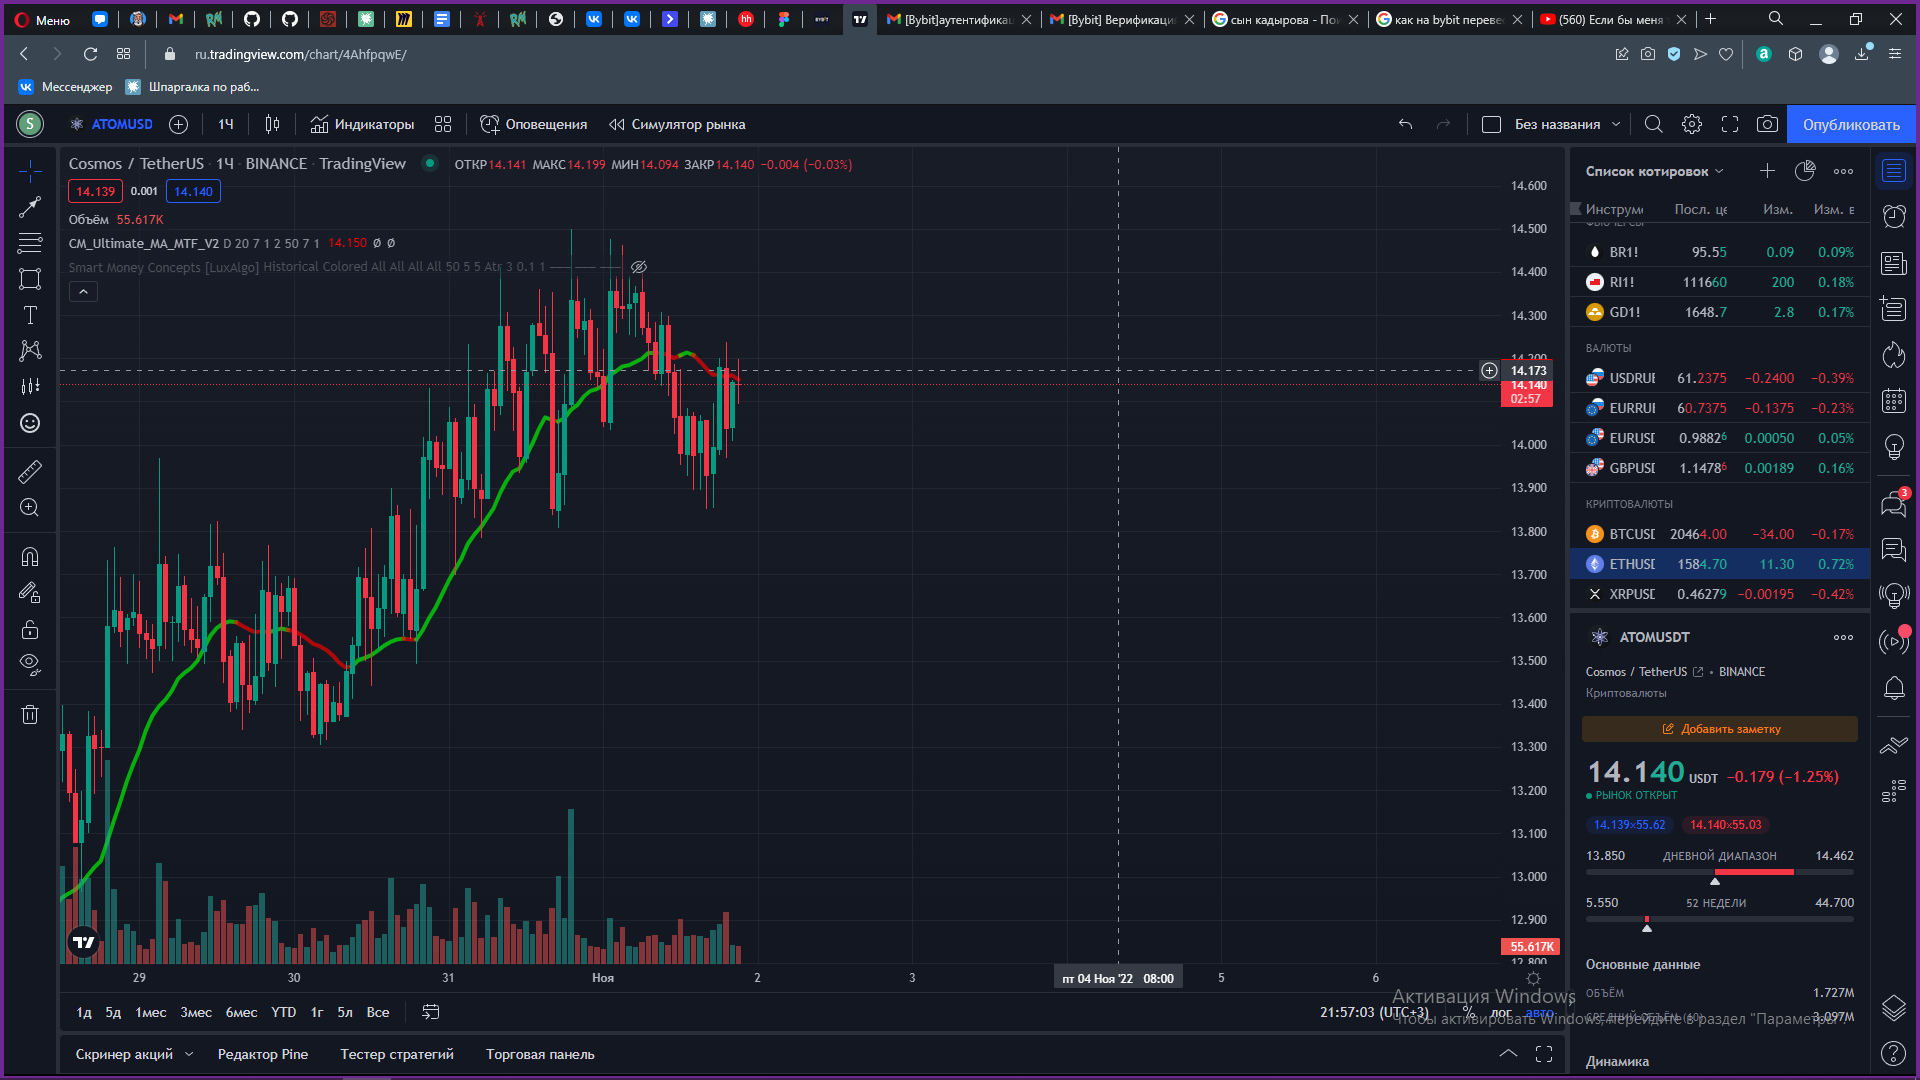 Меню
[Bybit]аутентификац
[Bybit] Верификация
сын кадырова - Пои
как на bybit перевес
(560) Если бы меня т
ru.tradingview.com/chart/4AhfpqwE/
Мессенджер
Шпаргалка по раб...
S
ATOMUSD
1Ч
Индикаторы
Оповещения
Симулятор рынка
Без названия
Опубликовать
Cosmos / TetherUS · 1Ч · BINANCE · TradingView
ОТКР14.141 МАКС14.199 МИН14.094 ЗАКР14.140 −0.004 (−0.03%)
14.139 0.001 14.140
Объём 55.617K
CM_Ultimate_MA_MTF_V2 D 20 7 1 2 50 7 1 14.150 Ø Ø
Smart Money Concepts [LuxAlgo] Historical Colored All All All All 50 5 5 Atr 3 0.1 1
14.600
14.500
14.400
14.300
14.200
14.173
14.140
02:57
14.000
13.900
13.800
13.700
13.600
13.500
13.400
13.300
13.200
13.100
13.000
12.900
55.617K
12.800
29 30 31 Ноя 2 3 пт 04 Ноя '22 08:00 5 6
1д 5д 1мес 3мес 6мес YTD 1г 5л Все
21:57:03 (UTC+3) % лог авто
Скринер акций Редактор Pine Тестер стратегий Торговая панель
Список котировок
Инструм Посл. це Изм. Изм. в
ФЬЮЧЕРСЫ
BR1! 95.55 0.09 0.09%
RI1! 111660 200 0.18%
GD1! 1648.7 2.8 0.17%
ВАЛЮТЫ
USDRUB 61.2375 −0.2400 −0.39%
EURRUB 60.7375 −0.1375 −0.23%
EURUSD 0.98826 0.00050 0.05%
GBPUSD 1.14786 0.00189 0.16%
КРИПТОВАЛЮТЫ
BTCUSD 20464.00 −34.00 −0.17%
ETHUSD 1584.70 11.30 0.72%
XRPUSD 0.46279 −0.00195 −0.42%
ATOMUSDT
Cosmos / TetherUS • BINANCE
Криптовалюты
Добавить заметку
14.140 USDT −0.179 (−1.25%)
РЫНОК ОТКРЫТ
14.139×55.62 14.140×55.03
13.850 ДНЕВНОЙ ДИАПАЗОН 14.462
5.550 52 НЕДЕЛИ 44.700
Основные данные
ОБЪЁМ 1.727M
СРЕДНИЙ ОБЪЁМ (10) 3.097M
Динамика
3
Активация Windows
Чтобы активировать Windows, перейдите в раздел "Параметры".